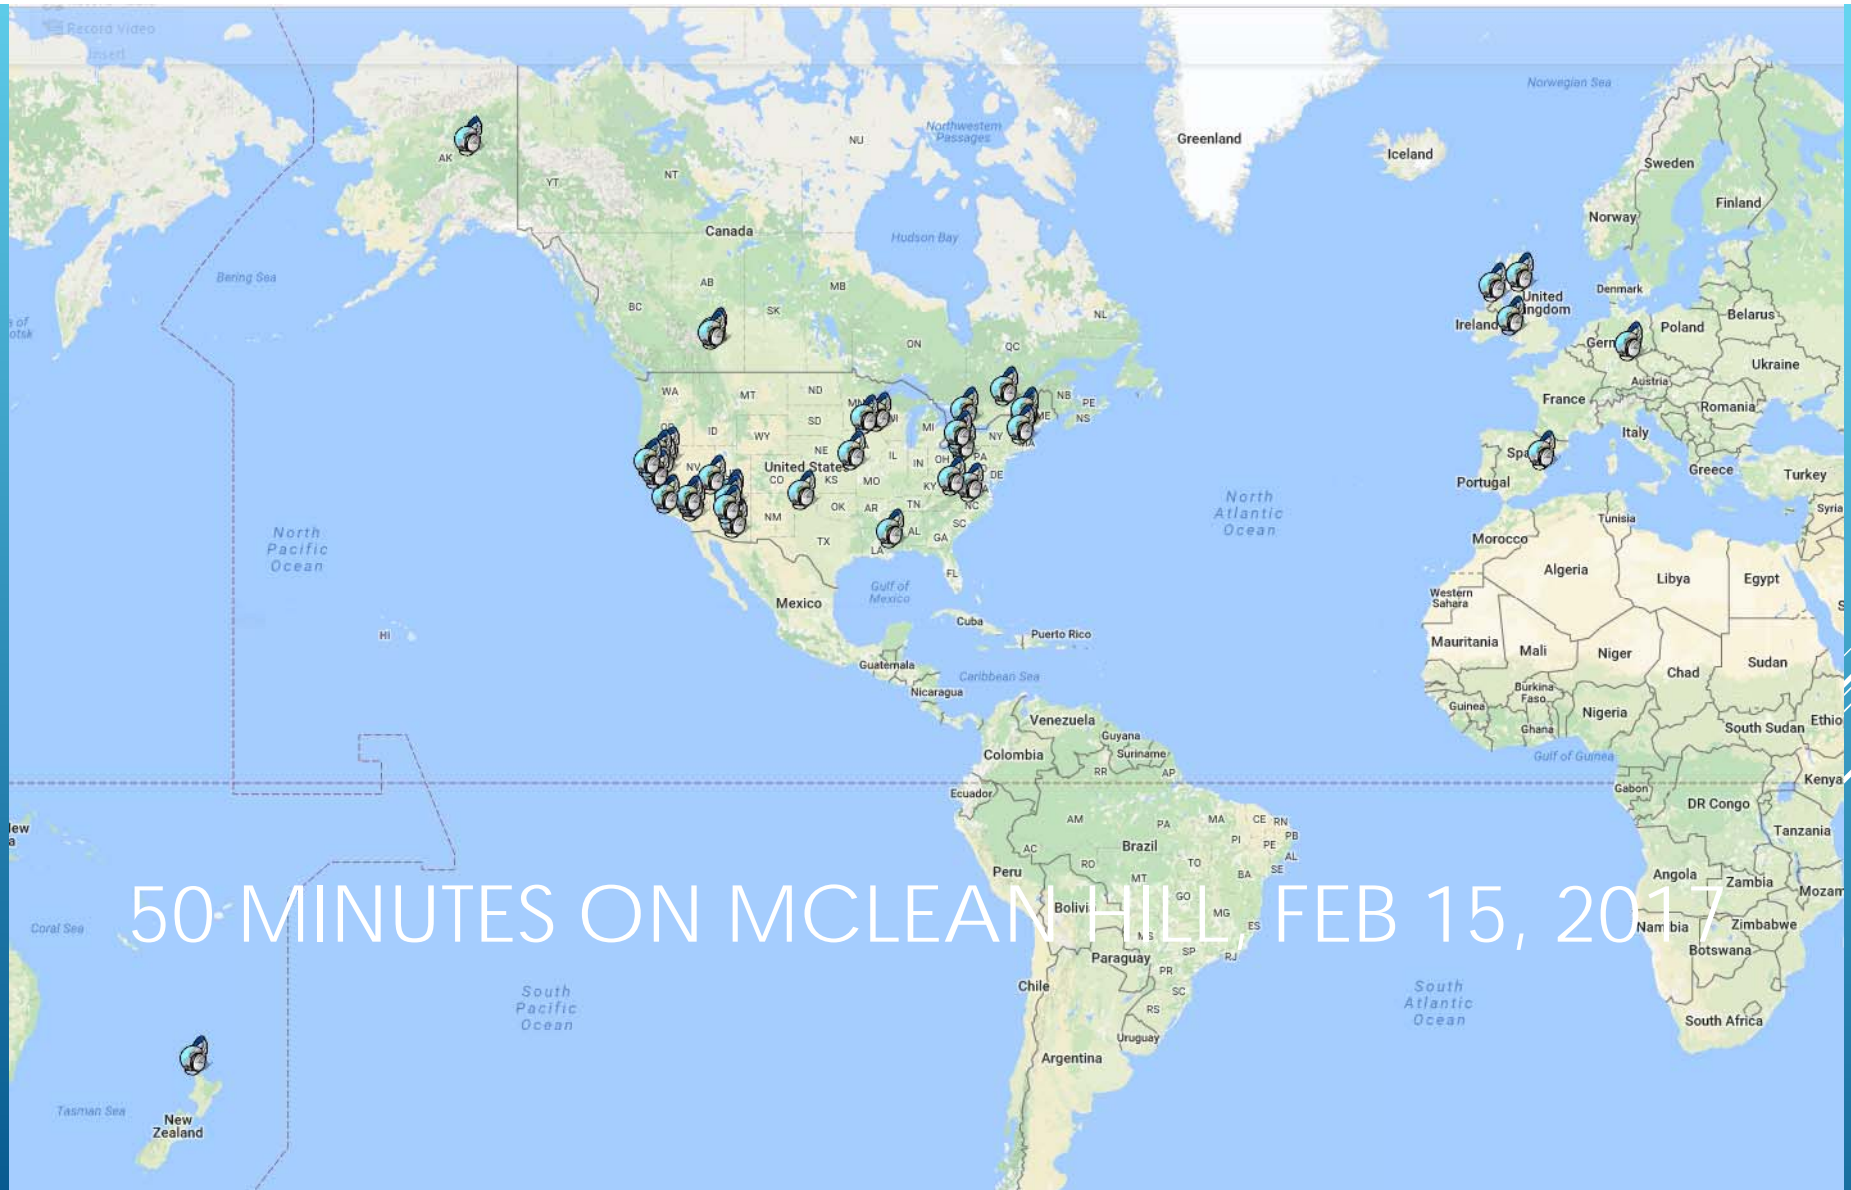 Record Video
Insert
Norwegian Sea
Greenland
Iceland
Sweden
Finland
Norway
Northwestern
Passages
NU
AK
YT
NT
Canada
Hudson Bay
Bering Sea
AB
MB
BC
SK
NL
ON
QC
Denmark
United
Ireland
Belarus
Poland
Ukraine
Austria
France
Romania
Italy
Greece
Turkey
Portugal
Syria
WA
MT
ND
NB
PE
NS
ME
ID
SD
MI
NY
WY
NE
IL
IN
OH
PA
NV
United States
CO
KS
MO
KY
DE
OK
AR
TN
NC
NM
SC
TX
AL
GA
LA
FL
North
Pacific
Ocean
North
Atlantic
Ocean
Tunisia
Morocco
Algeria
Libya
Egypt
Western
Sahara
Gulf of
Mexico
Mexico
Cuba
Puerto Rico
HI
Mauritania
Mali
Niger
Chad
Sudan
Guatemala
Caribbean Sea
Nicaragua
Burkina
Faso
Guinea
Nigeria
Ghana
South Sudan
Ethio
Gulf of Guinea
Venezuela
Guyana
Suriname
Colombia
RR
AP
Ecuador
Gabon
Kenya
DR Congo
Tanzania
AM
PA
MA
CE
RN
PB
PI
PE
AL
SE
AC
RO
TO
BA
Brazil
Peru
MT
GO
MG
ES
MS
SP
RJ
Angola
Zambia
Mozam
50 MINUTES ON MCLEAN HILL, FEB 15, 2017
Coral Sea
Namibia
Zimbabwe
Botswana
Paraguay
PR
SC
RS
Chile
Uruguay
Argentina
South
Pacific
Ocean
South
Atlantic
Ocean
South Africa
Tasman Sea
New
Zealand